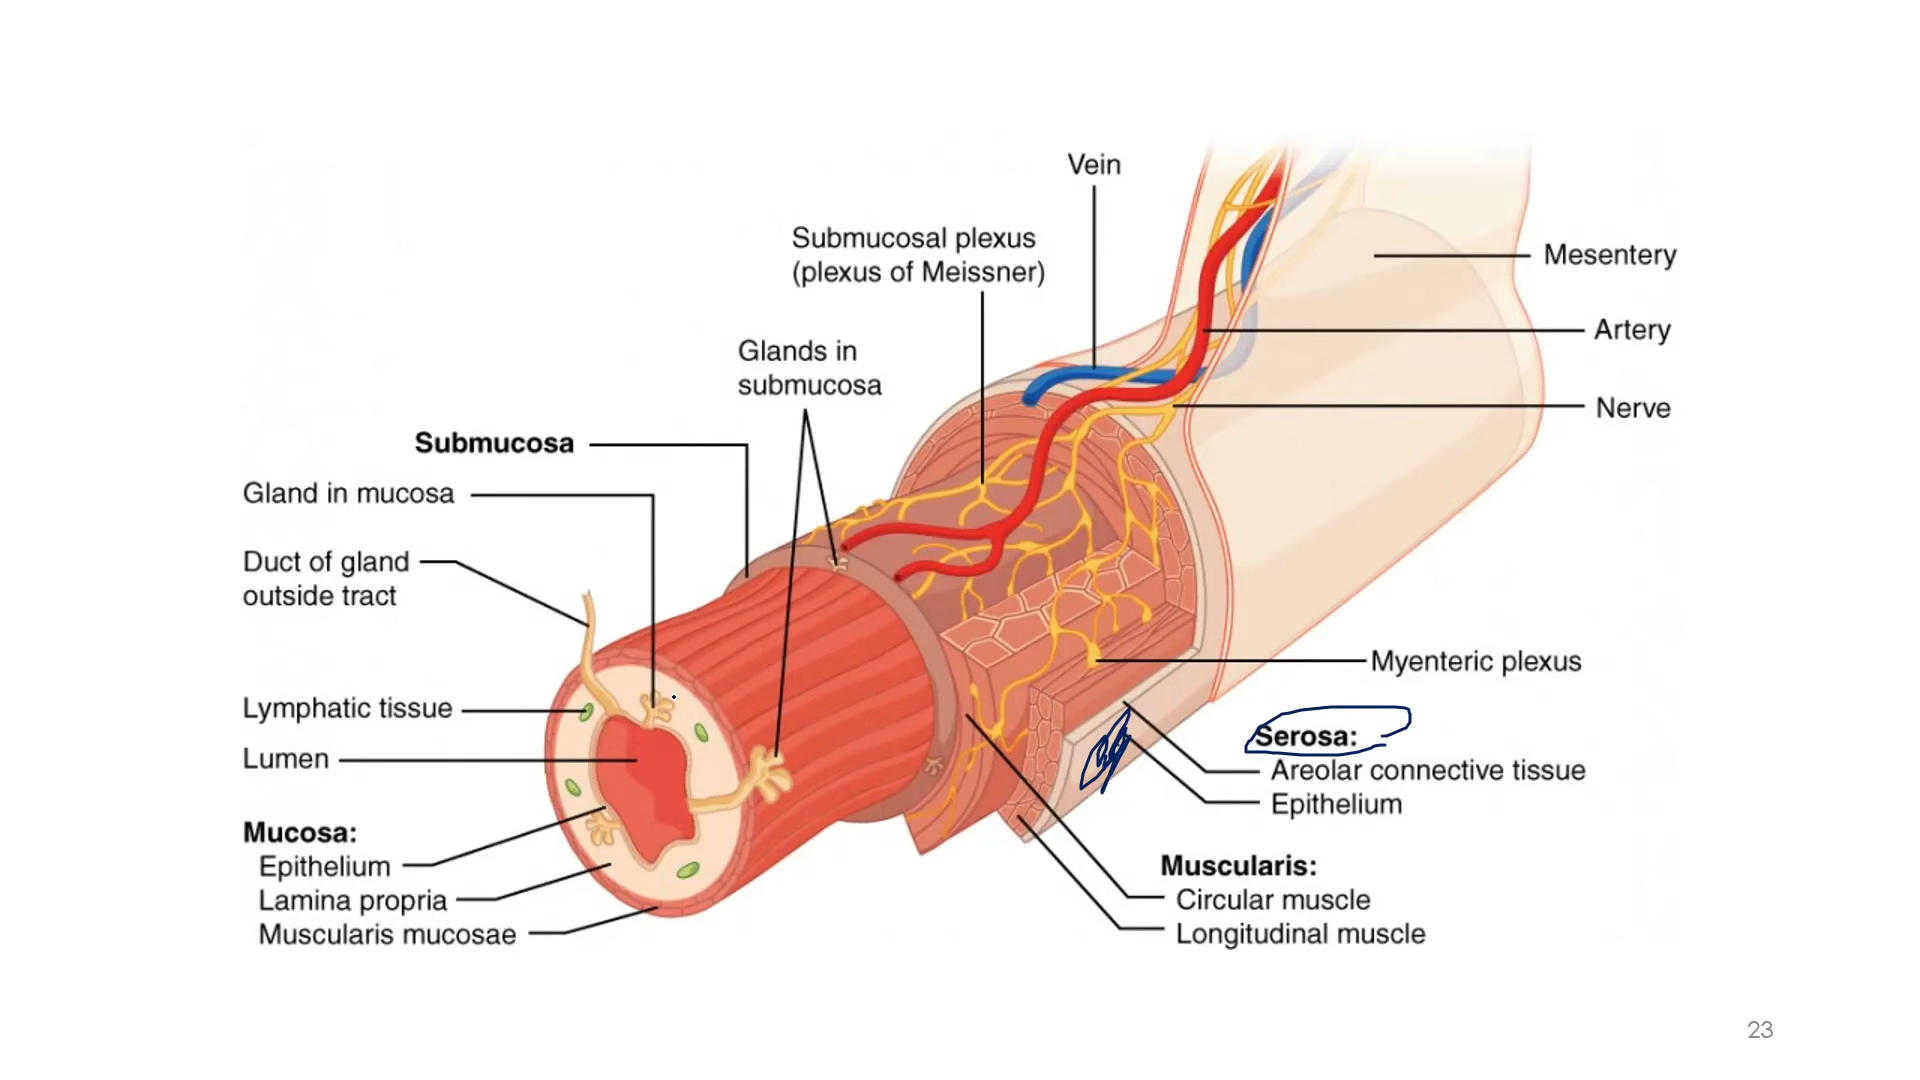 Vein
Submucosal plexus
(plexus of Meissner)
Mesentery
Artery
Glands in
submucosa
Nerve
Submucosa
Gland in mucosa
Duct of gland
outside tract
Myenteric plexus
Lymphatic tissue
Serosa:
Lumen
Areolar connective tissue
Epithelium
Mucosa:
Epithelium
Lamina propria
Muscularis mucosae
Muscularis:
Circular muscle
Longitudinal muscle
23